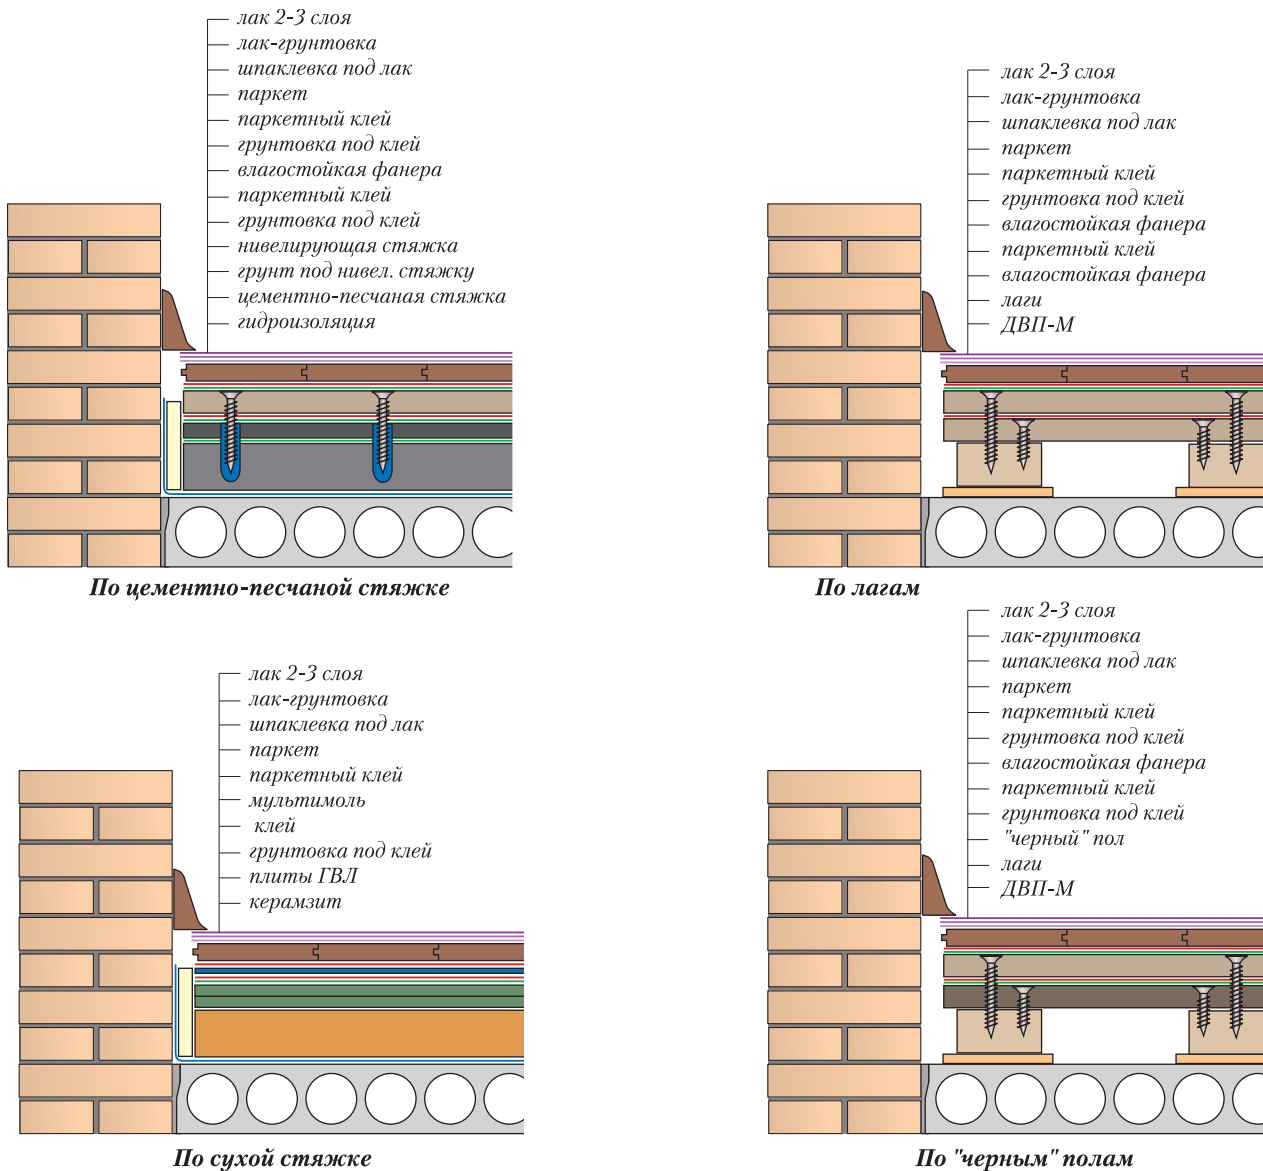 лак 2-3 слоя
лак-грунтовка
шпаклевка под лак
паркет
паркетный клей
грунтовка под клей
влагостойкая фанера
паркетный клей
грунтовка под клей
нивелирующая стяжка
грунт под нивел. стяжку
цементно-песчаная стяжка
гидроизоляция
По цементно-песчаной стяжке
лак 2-3 слоя
лак-грунтовка
шпаклевка под лак
паркет
паркетный клей
грунтовка под клей
влагостойкая фанера
паркетный клей
влагостойкая фанера
лаги
ДВП-М
По лагам
лак 2-3 слоя
лак-грунтовка
шпаклевка под лак
паркет
паркетный клей
мультимоль
клей
грунтовка под клей
плиты ГВЛ
керамзит
По сухой стяжке
лак 2-3 слоя
лак-грунтовка
шпаклевка под лак
паркет
паркетный клей
грунтовка под клей
влагостойкая фанера
паркетный клей
грунтовка под клей
"черный" пол
лаги
ДВП-М
По "черным" полам